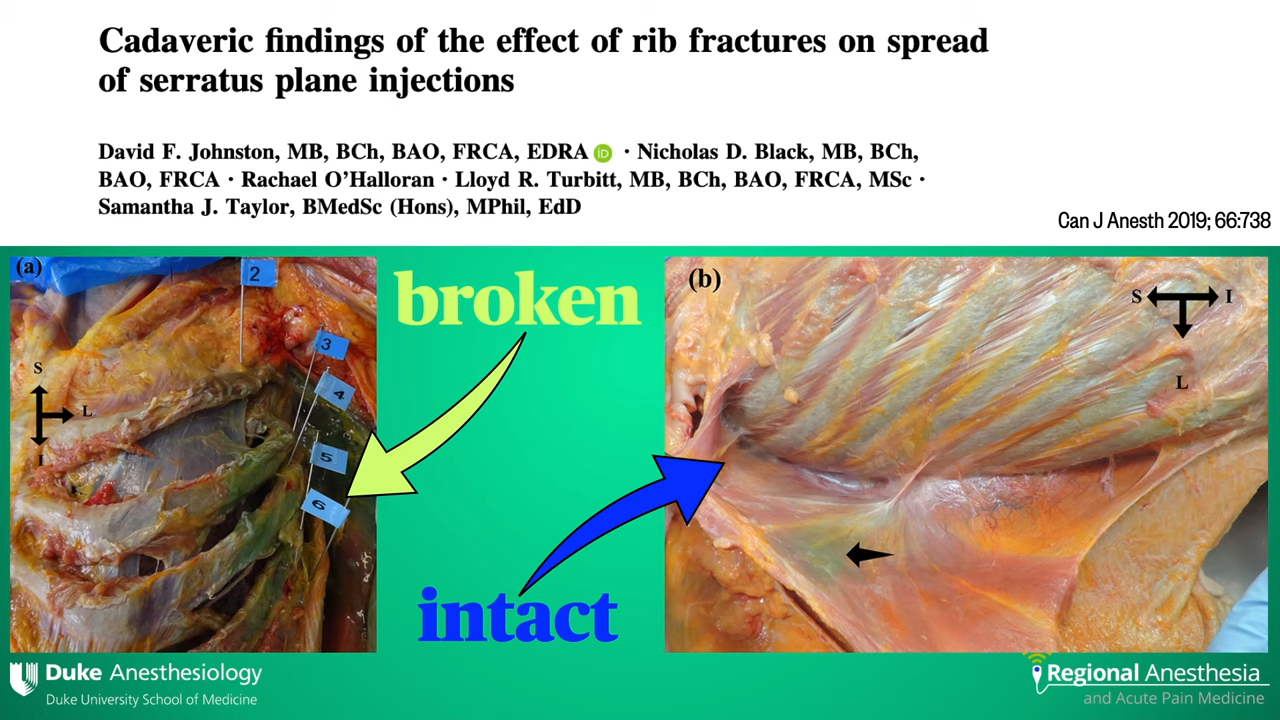 Cadaveric findings of the effect of rib fractures on spread
of serratus plane injections
David F. Johnston, MB, BCh, BAO, FRCA, EDRA iD · Nicholas D. Black, MB, BCh,
BAO, FRCA · Rachael O’Halloran · Lloyd R. Turbitt, MB, BCh, BAO, FRCA, MSc ·
Samantha J. Taylor, BMedSc (Hons), MPhil, EdD
Can J Anesth 2019; 66:738
(a)
2
3
4
5
6
S
L
I
broken
intact
(b)
S I
L
Duke Anesthesiology
Duke University School of Medicine
Regional Anesthesia
and Acute Pain Medicine